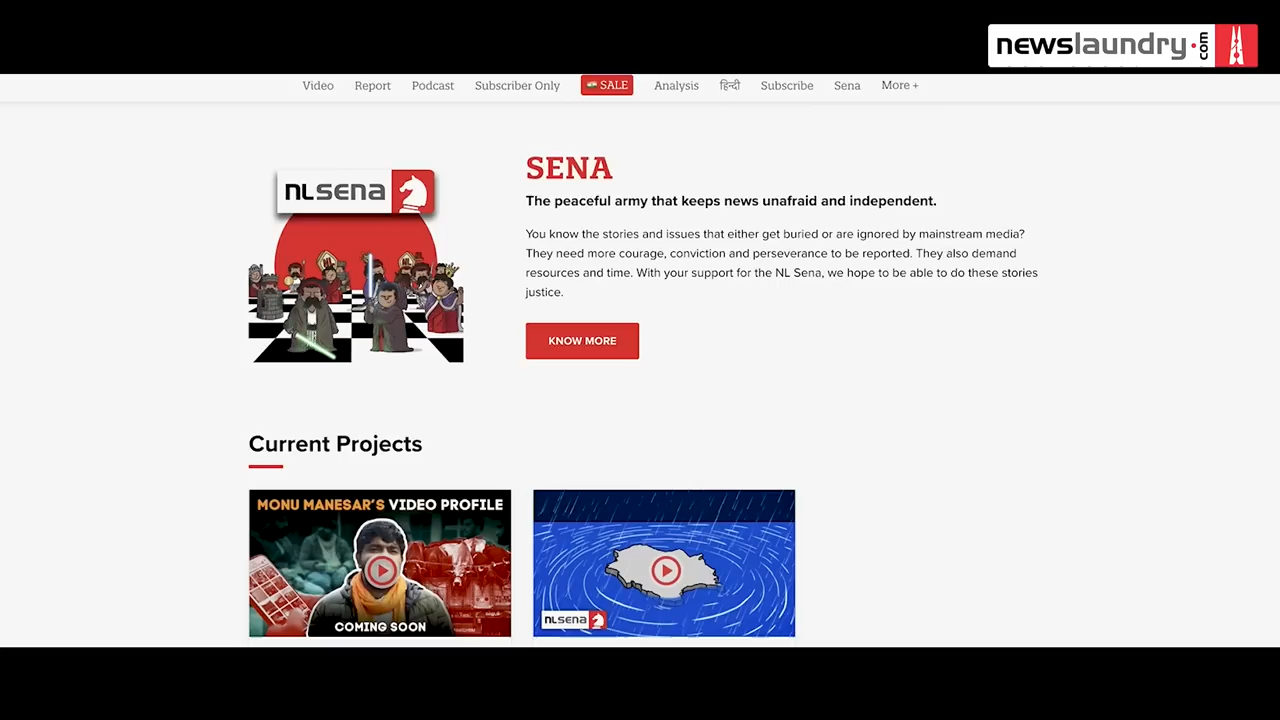 newslaundry.com
Video Report Podcast Subscriber Only SALE Analysis हिन्दी Subscribe Sena More +
NLSENA
SENA
The peaceful army that keeps news unafraid and independent.
You know the stories and issues that either get buried or are ignored by mainstream media?
They need more courage, conviction and perseverance to be reported. They also demand
resources and time. With your support for the NL Sena, we hope to be able to do these stories
justice.
KNOW MORE
Current Projects
MONU MANESAR'S VIDEO PROFILE
COMING SOON
NLSENA